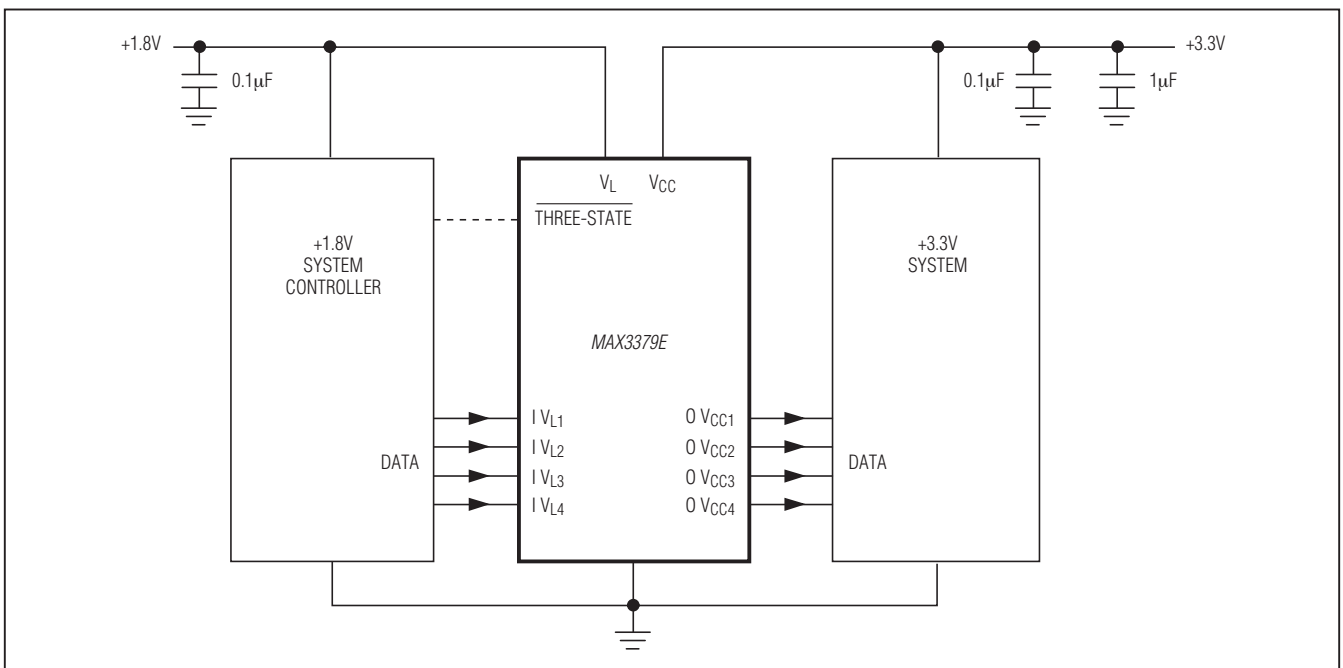 +1.8V
0.1μF
0.1μF
1μF
+3.3V
VL
VCC
THREE-STATE
+1.8V
SYSTEM
CONTROLLER
+3.3V
SYSTEM
MAX3379E
DATA
I VL1
I VL2
I VL3
I VL4
O VCC1
O VCC2
O VCC3
O VCC4
DATA